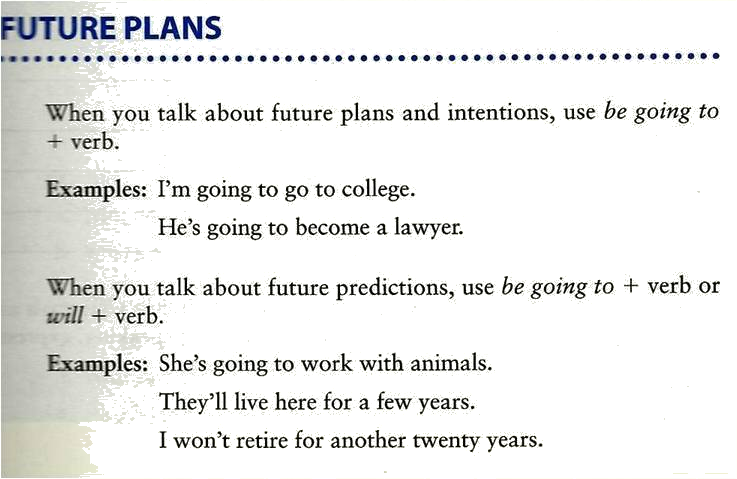 FUTURE PLANS
When you talk about future plans and intentions, use be going to
+ verb.
Examples: I'm going to go to college.
He's going to become a lawyer.
When you talk about future predictions, use be going to + verb or
will + verb.
Examples: She's going to work with animals.
They'll live here for a few years.
I won't retire for another twenty years.